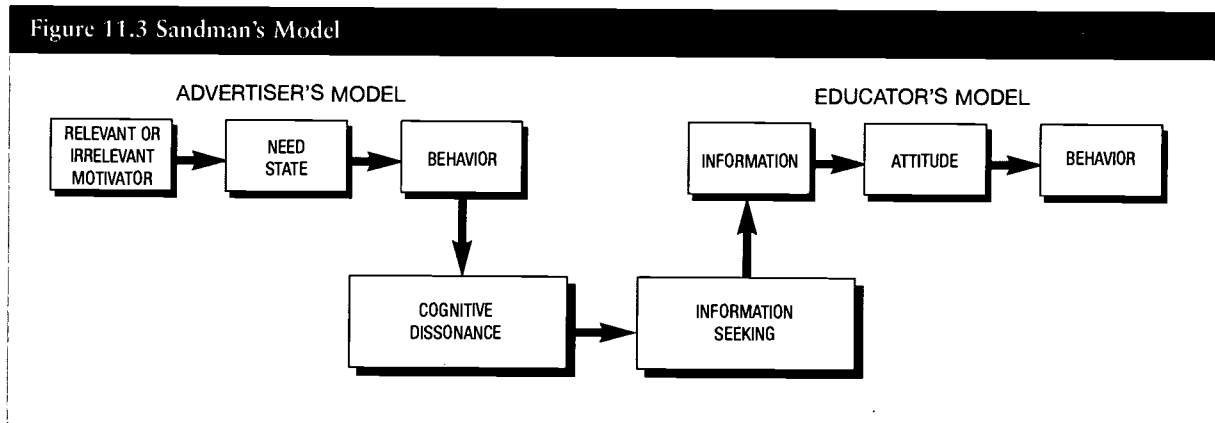 Figure 11.3 Sandman's Model
ADVERTISER'S MODEL
EDUCATOR'S MODEL
RELEVANT OR
IRRELEVANT
MOTIVATOR
NEED
STATE
BEHAVIOR
INFORMATION
ATTITUDE
BEHAVIOR
COGNITIVE
DISSONANCE
INFORMATION
SEEKING